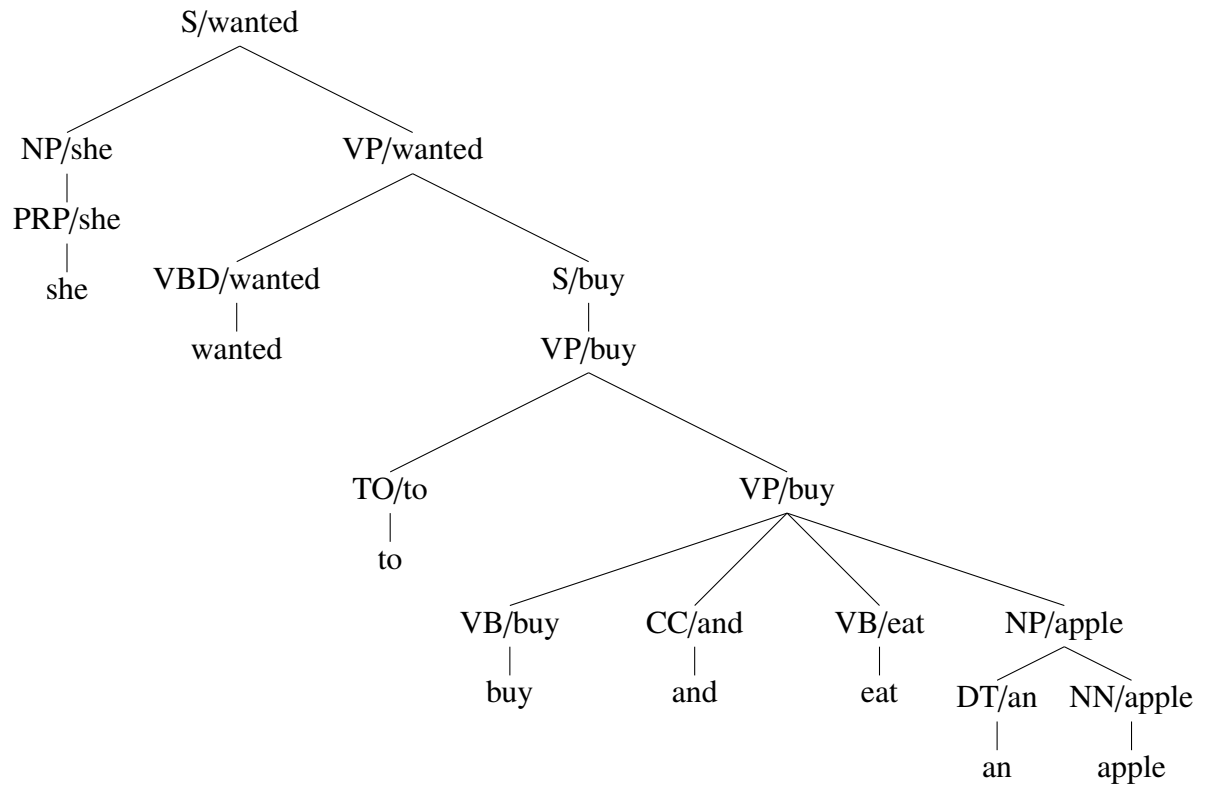 S/wanted
NP/she VP/wanted
PRP/she
she VBD/wanted S/buy
wanted VP/buy
TO/to VP/buy
to
VB/buy CC/and VB/eat NP/apple
buy and eat DT/an NN/apple
an apple